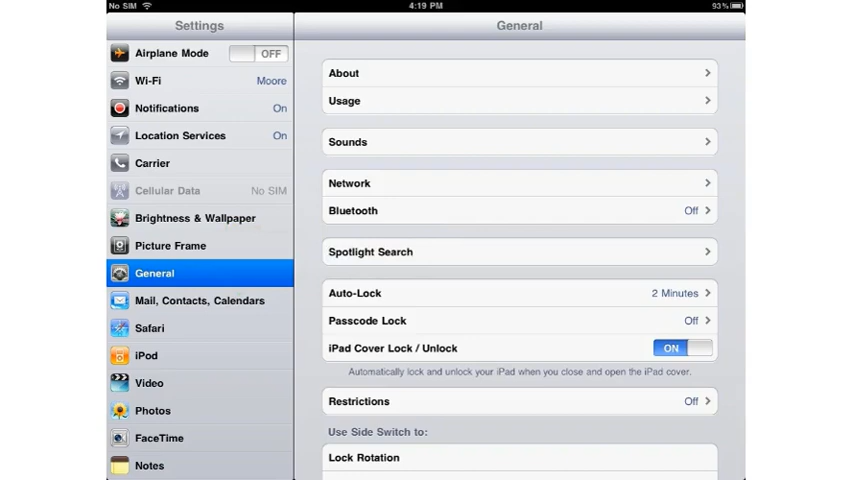 No SIM 4:19 PM 93%
Settings
General
Airplane Mode OFF
Wi-Fi Moore
Notifications On
Location Services On
Carrier
Cellular Data No SIM
Brightness & Wallpaper
Picture Frame
General
Mail, Contacts, Calendars
Safari
iPod
Video
Photos
FaceTime
Notes
About
Usage
Sounds
Network
Bluetooth Off
Spotlight Search
Auto-Lock 2 Minutes
Passcode Lock Off
iPad Cover Lock / Unlock ON
Automatically lock and unlock your iPad when you close and open the iPad cover.
Restrictions Off
Use Side Switch to:
Lock Rotation